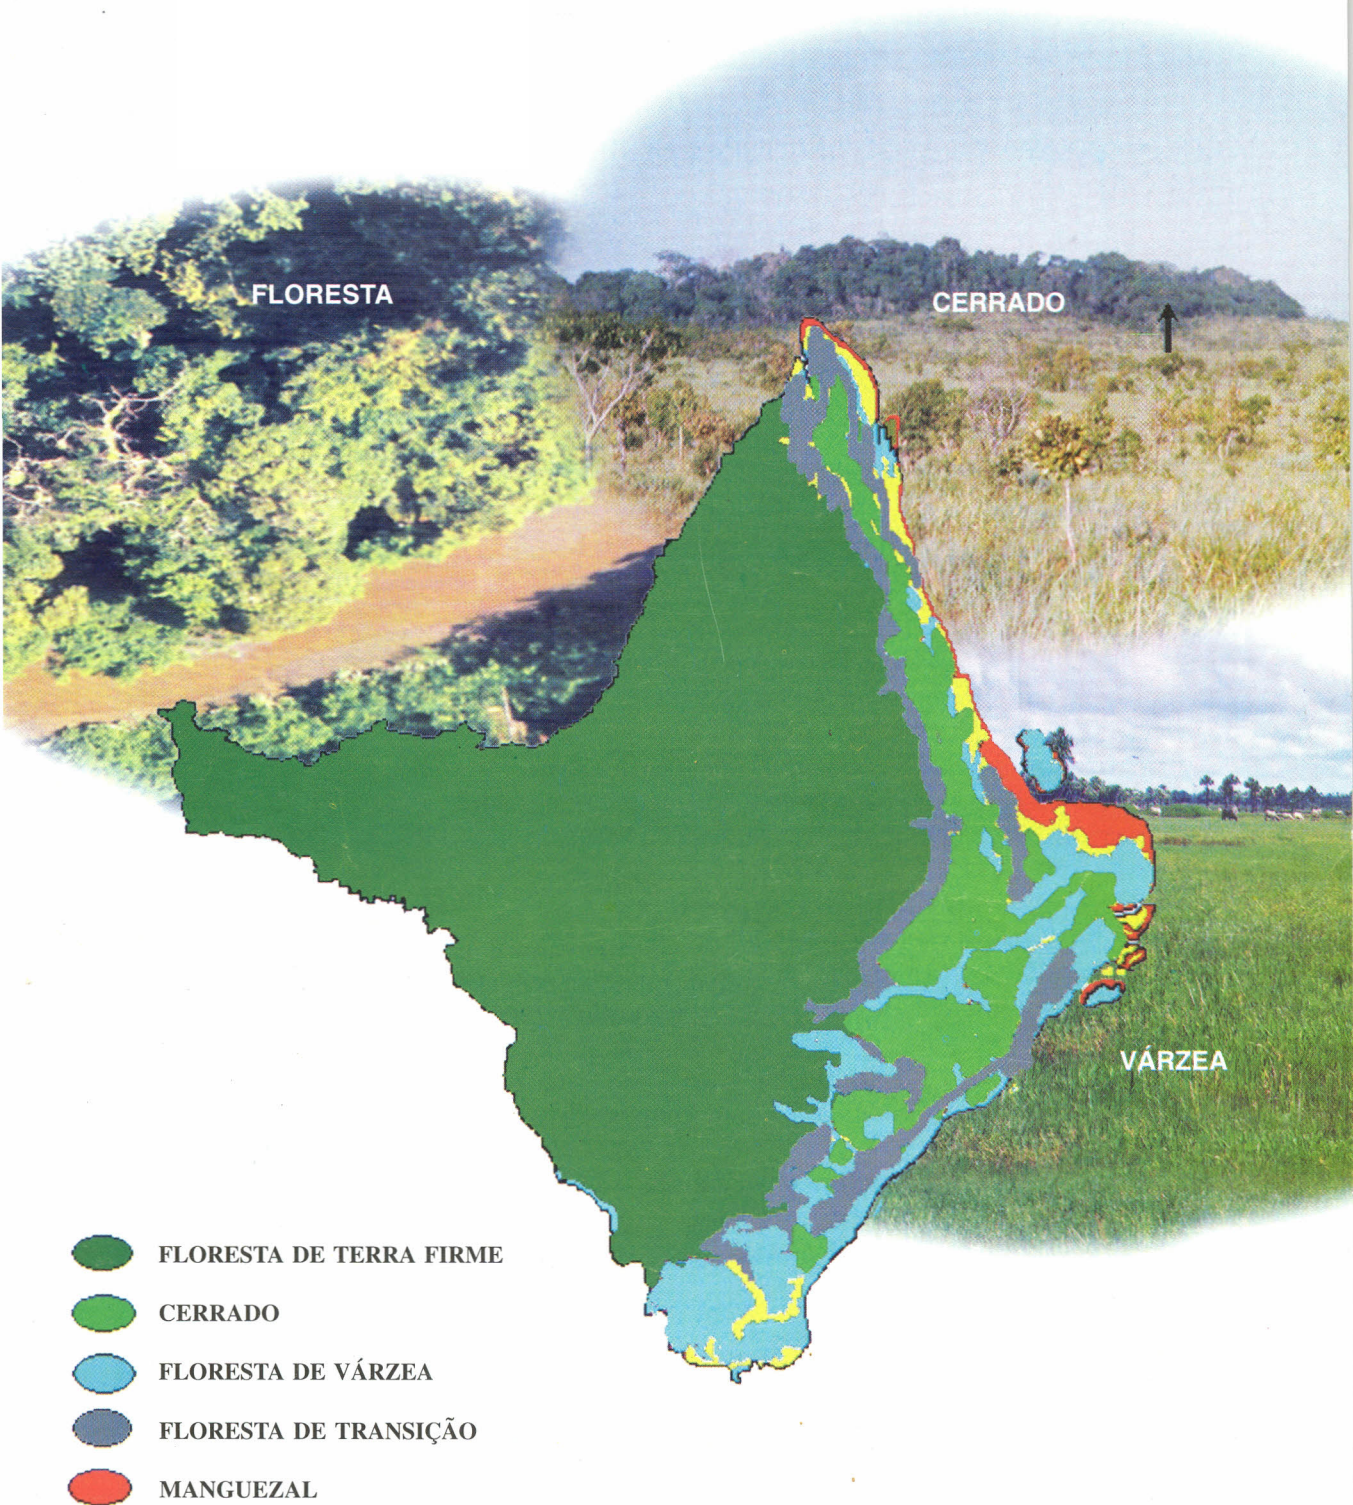 FLORESTA
CERRADO
VÁRZEA
FLORESTA DE TERRA FIRME
CERRADO
FLORESTA DE VÁRZEA
FLORESTA DE TRANSIÇÃO
MANGUEZAL